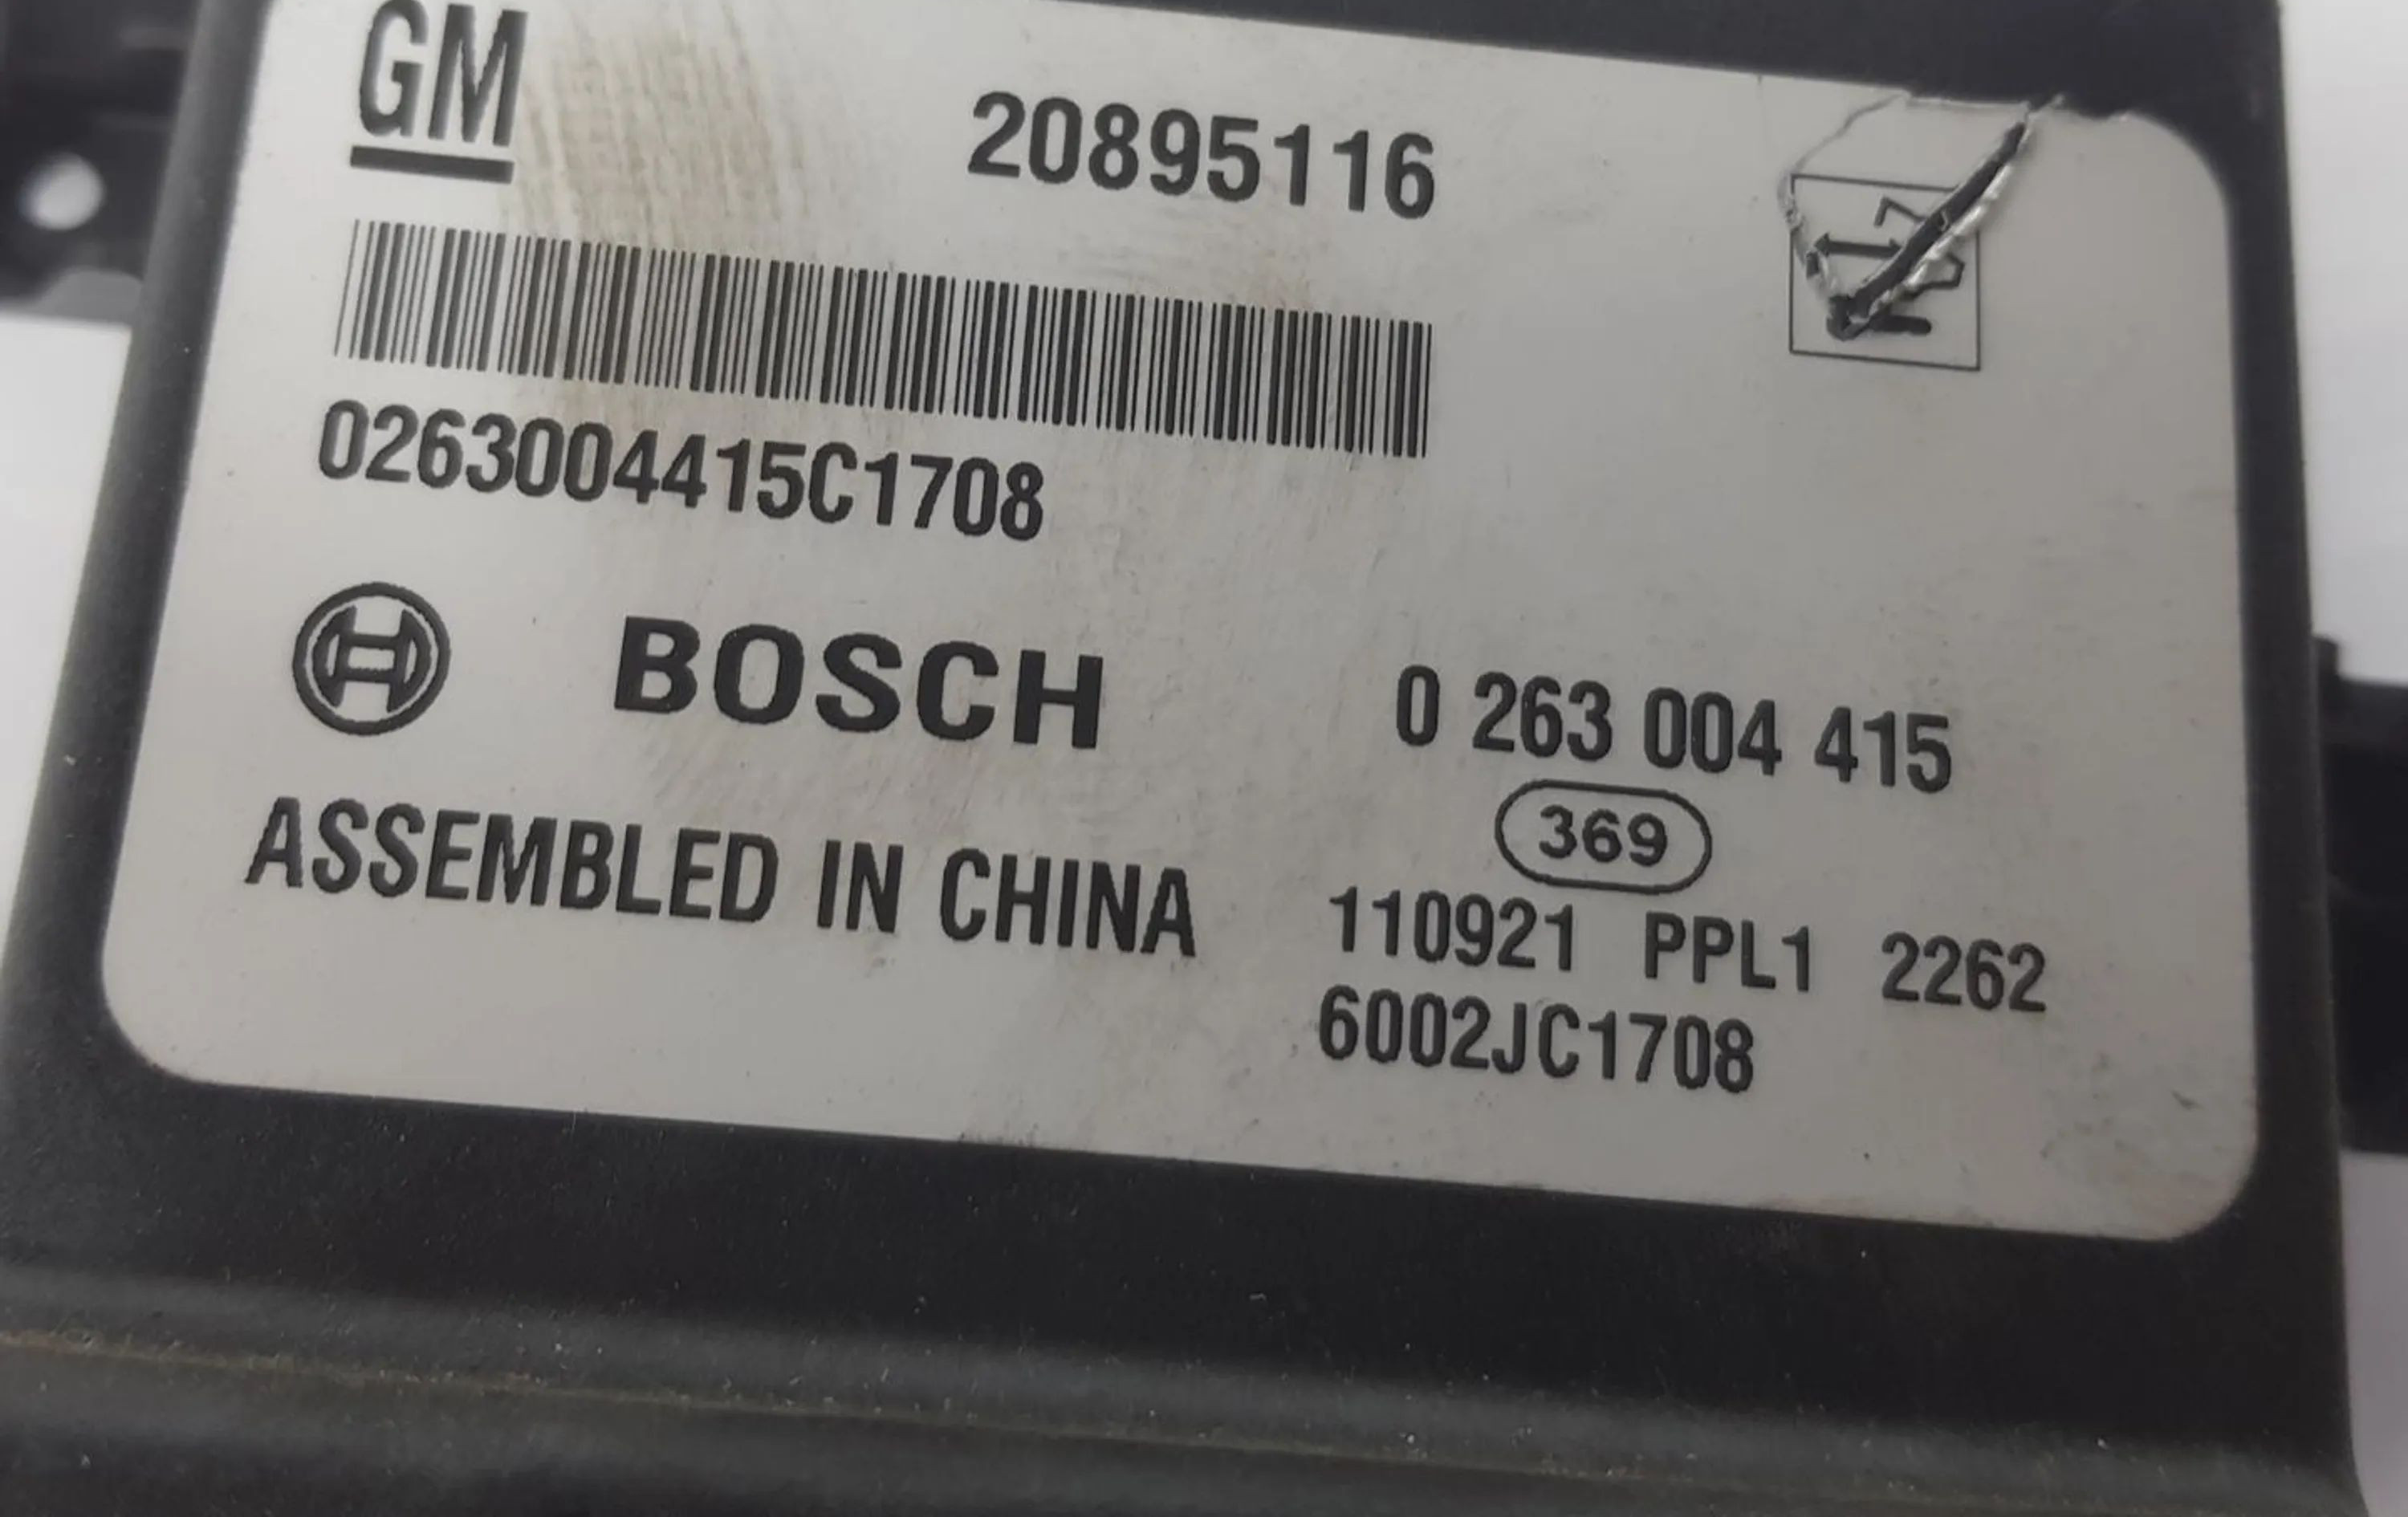 GM 20895116
0263004415C1708
BOSCH 0 263 004 415
369
ASSEMBLED IN CHINA 110921 PPL1 2262
6002JC1708